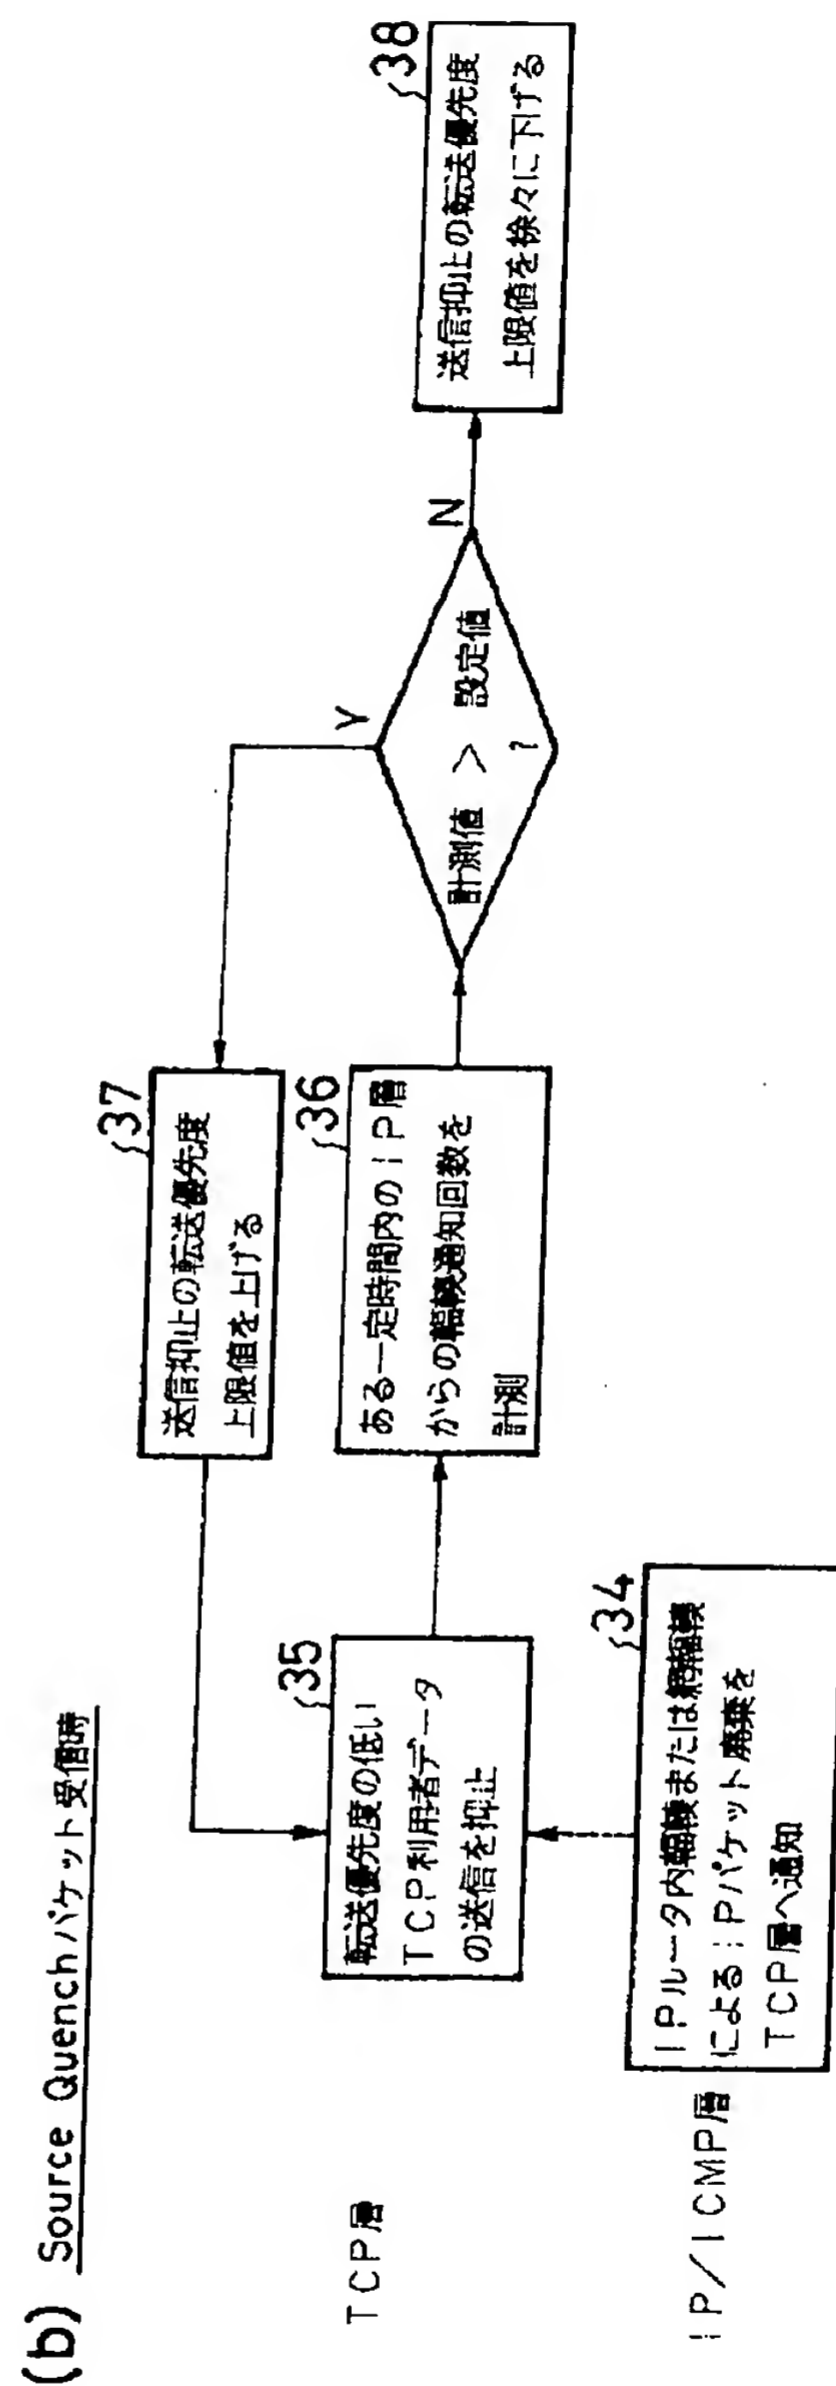 (b) Source Quenchパケット受信時
TCP層
IP/ICMP層
34
IPルータ内輻輳または網輻輳
によるIPパケット廃棄を
TCP層へ通知
35
転送優先度の低い
TCP利用者データ
の送信を抑止
36
ある一定時間内のIP層
からの輻輳通知回数を
計測
計測値 > 設定値
?
Y
N
37
送信抑止の転送優先度
上限値を上げる
38
送信抑止の転送優先度
上限値を徐々に下げる